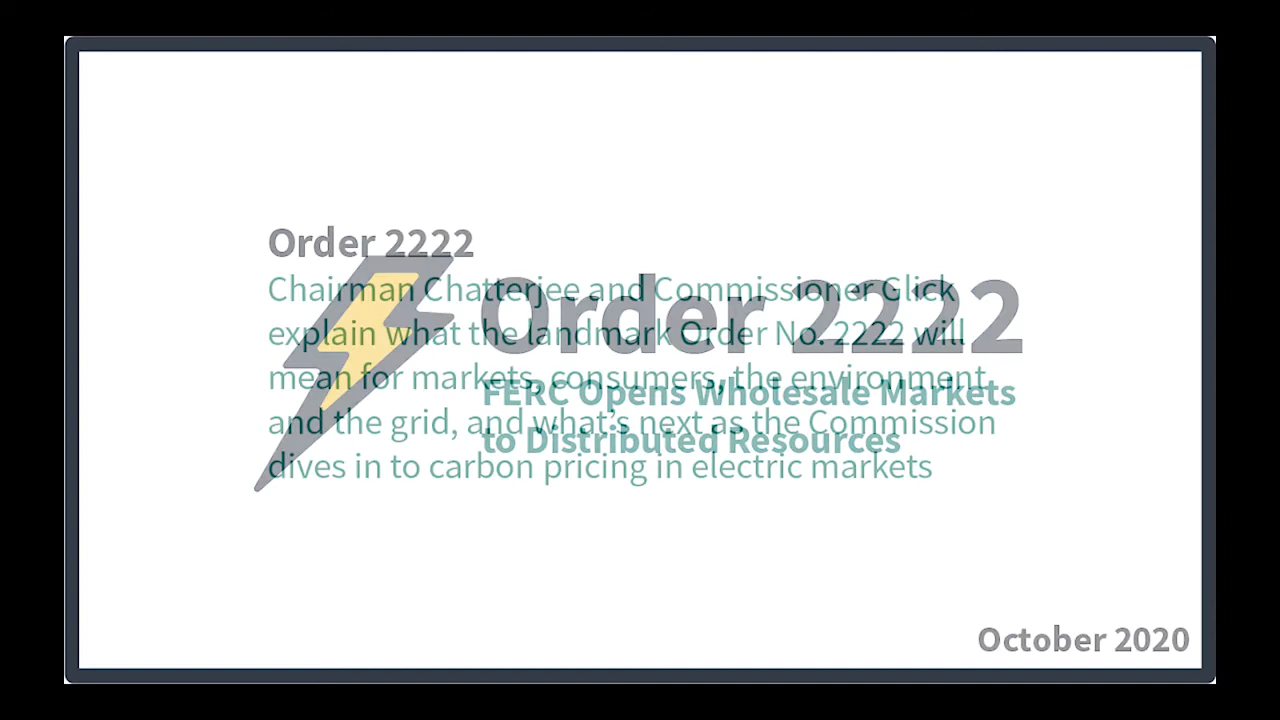 Order 2222
Chairman Chatterjee and Commissioner Glick
explain what the landmark Order No. 2222 will
mean for markets, consumers, the environment
and the grid, and what's next as the Commission
dives in to carbon pricing in electric markets
Order 2222
FERC Opens Wholesale Markets
to Distributed Resources
October 2020